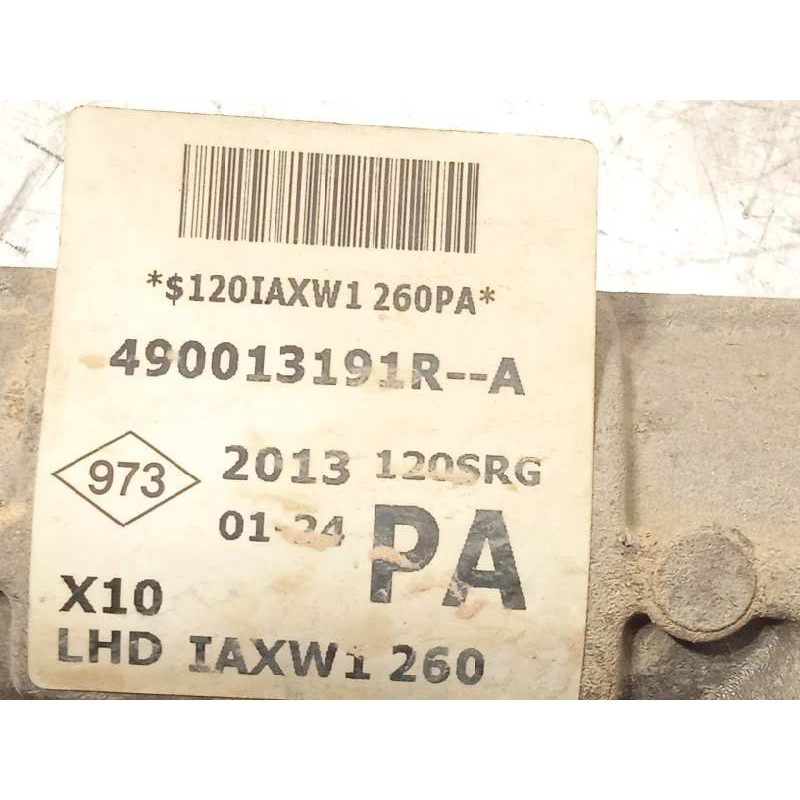 *$120IAXW1 260PA*
490013191R--A
973 2013 120SRG
01-24 PA
X10
LHD IAXW1 260